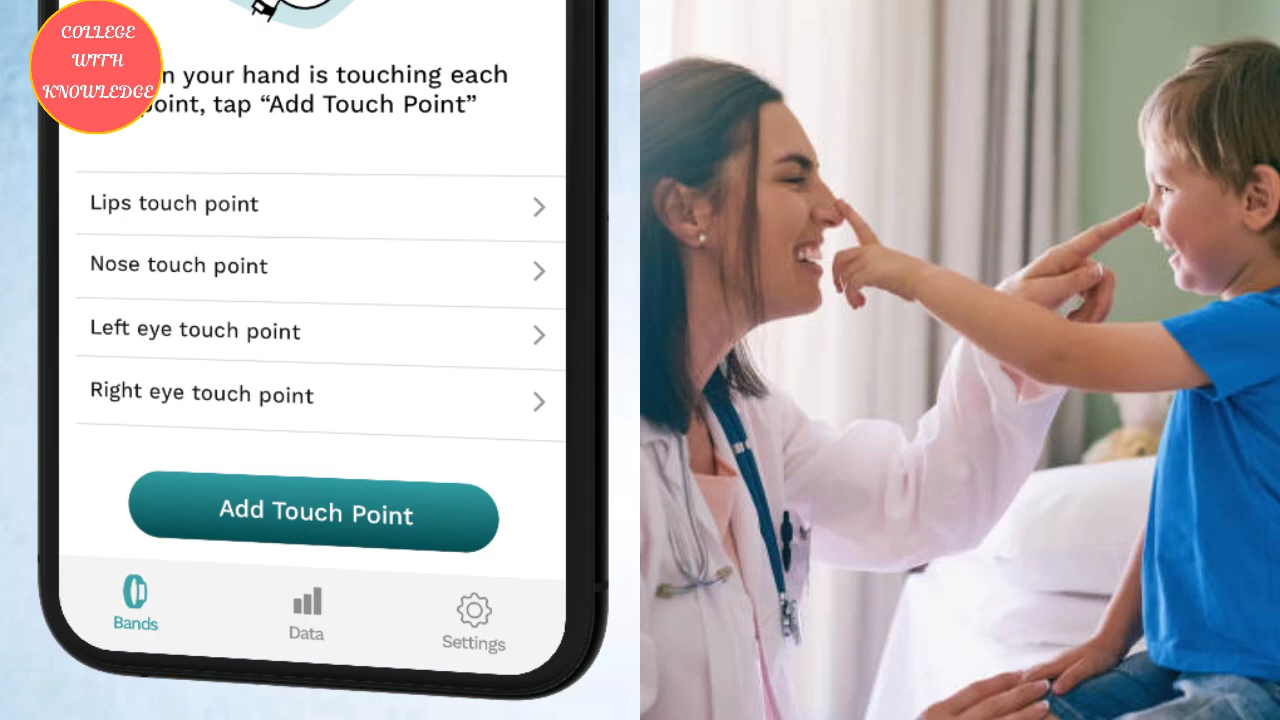 COLLEGE
WITH
KNOWLEDGE
your hand is touching each
point, tap “Add Touch Point”
Lips touch point
Nose touch point
Left eye touch point
Right eye touch point
Add Touch Point
Bands
Data
Settings